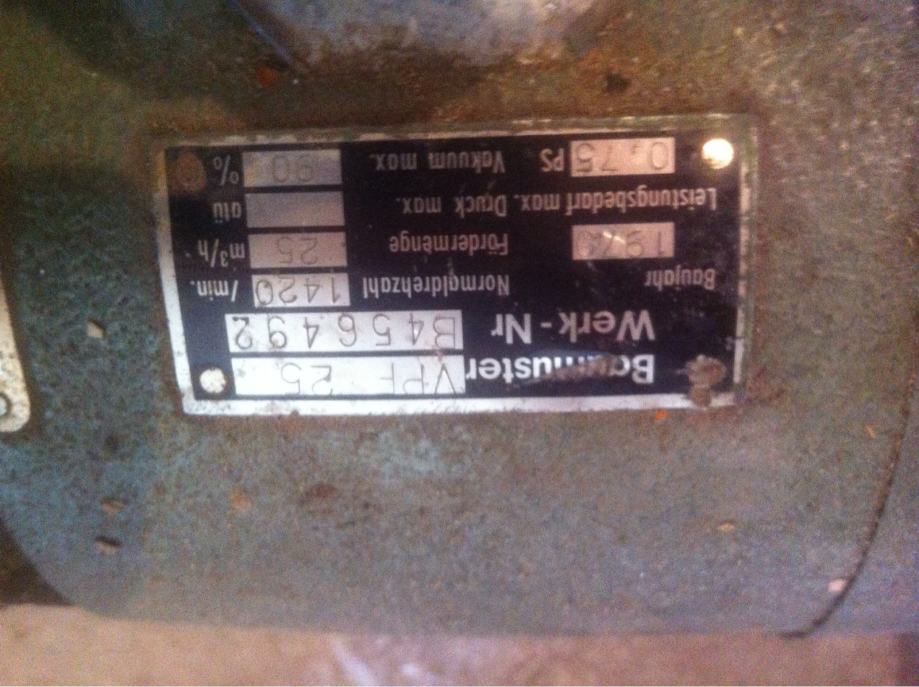 Baumuster VPF 25
Werk-Nr B456492
Baujahr Normaldrehzahl 1420 /min.
Fördermenge 25 m³/h
Leistungsbedarf max. Druck max. atü
0,75 PS Vakuum max. 90 %